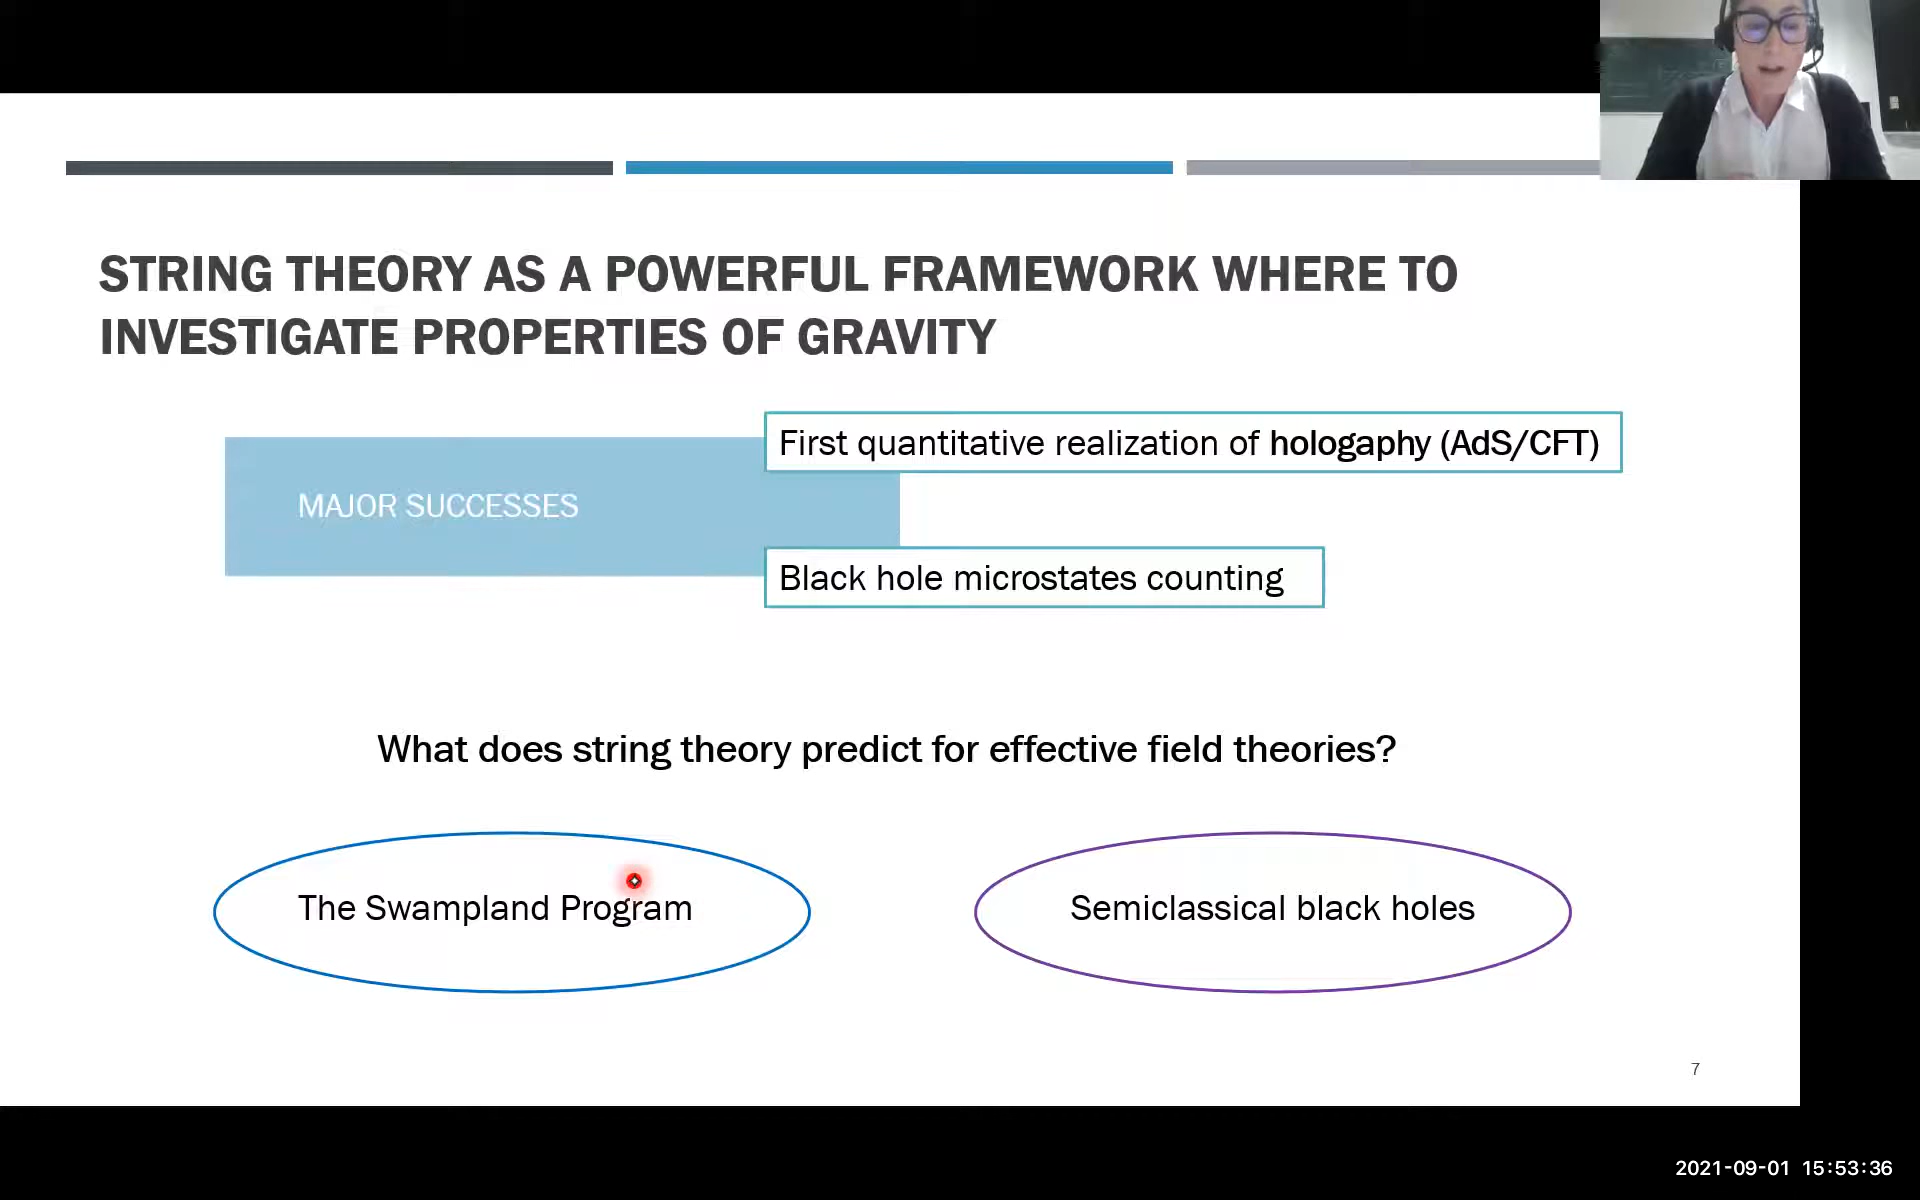 STRING THEORY AS A POWERFUL FRAMEWORK WHERE TO
INVESTIGATE PROPERTIES OF GRAVITY
First quantitative realization of hologaphy (AdS/CFT)
MAJOR SUCCESSES
Black hole microstates counting
What does string theory predict for effective field theories?
The Swampland Program
Semiclassical black holes
7
2021-09-01 15:53:36